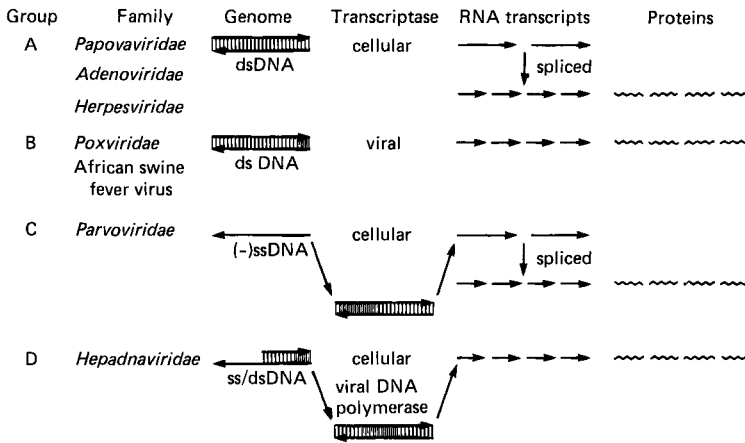 Group Family Genome Transcriptase RNA transcripts Proteins
A Papovaviridae cellular
dsDNA
Adenoviridae spliced
Herpesviridae
B Poxviridae viral
ds DNA
African swine
fever virus
C Parvoviridae cellular
(-)ssDNA
spliced
D Hepadnaviridae cellular
ss/dsDNA
viral DNA
polymerase